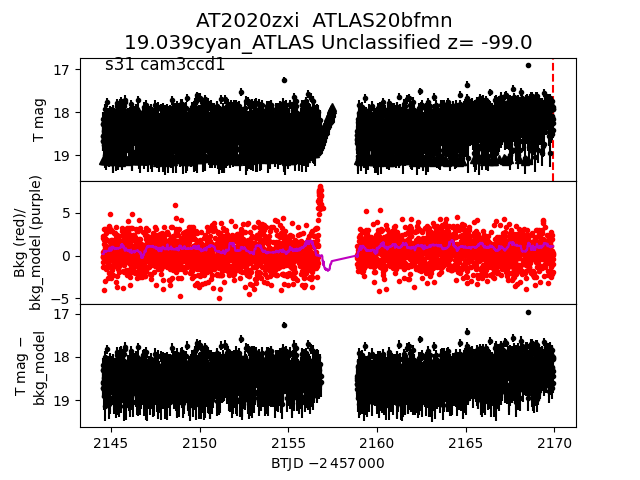 AT2020zxi  ATLAS20bfmn
19.039cyan_ATLAS Unclassified z= -99.0
s31 cam3ccd1
17
18
19
T mag
5
0
−5
Bkg (red)/
bkg_model (purple)
17
18
19
T mag −
bkg_model
2145
2150
2155
2160
2165
2170
BTJD −2 457 000